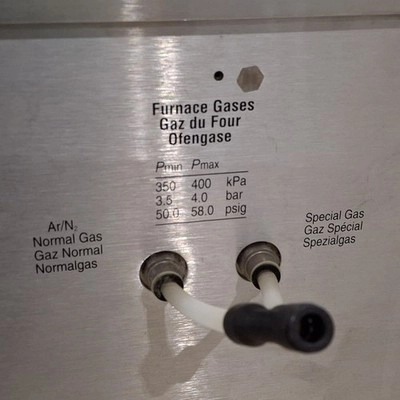 Furnace Gases
Gaz du Four
Ofengase
Pmin Pmax
350 400 kPa
3.5 4.0 bar
50.0 58.0 psig
Ar/N₂
Normal Gas
Gaz Normal
Normalgas
Special Gas
Gaz Spécial
Spezialgas